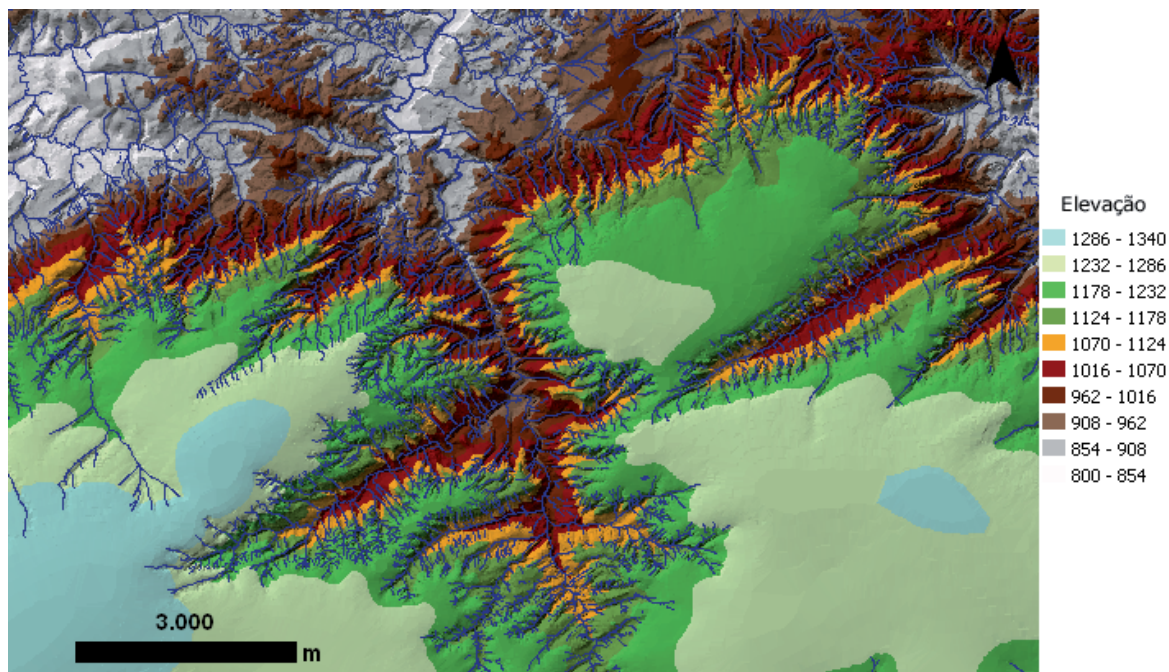 Elevação
1286 - 1340
1232 - 1286
1178 - 1232
1124 - 1178
1070 - 1124
1016 - 1070
962 - 1016
908 - 962
854 - 908
800 - 854
3.000
m